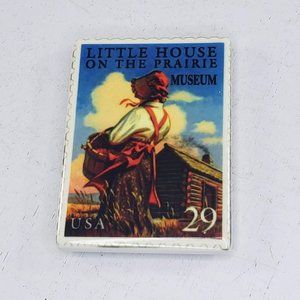 LITTLE HOUSE
ON THE PRAIRIE
MUSEUM
USA
29